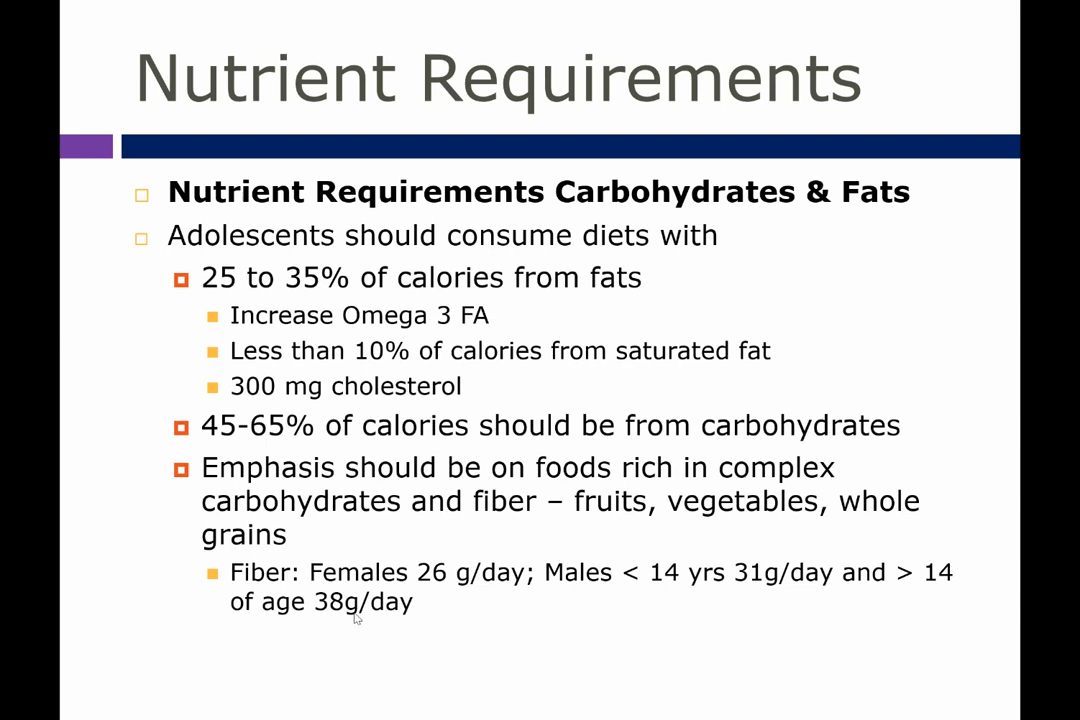 Nutrient Requirements
Nutrient Requirements Carbohydrates & Fats
Adolescents should consume diets with
25 to 35% of calories from fats
Increase Omega 3 FA
Less than 10% of calories from saturated fat
300 mg cholesterol
45-65% of calories should be from carbohydrates
Emphasis should be on foods rich in complex
carbohydrates and fiber – fruits, vegetables, whole
grains
Fiber: Females 26 g/day; Males < 14 yrs 31g/day and > 14
of age 38g/day